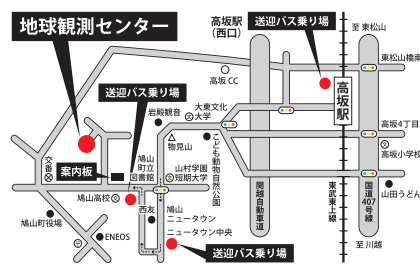 地球観測センター
高坂駅
(西口)
送迎バス乗り場
至 東松山
東松山橋南
高坂 CC
送迎バス乗り場
高坂駅
岩殿観音
大東文化
大学
文
高坂4丁目
文
高坂小学校
物見山
こども動物自然公園
交番
案内板
鳩山
町立
図書館
文
山村学園
短期大学
鳩山高校
文
山田うどん
関越自動車道
東武東上線
国道
407
号線
鳩山町役場
西友
鳩山
ニュータウン
ニュータウン中央
ENEOS
〒
送迎バス乗り場
至 川越